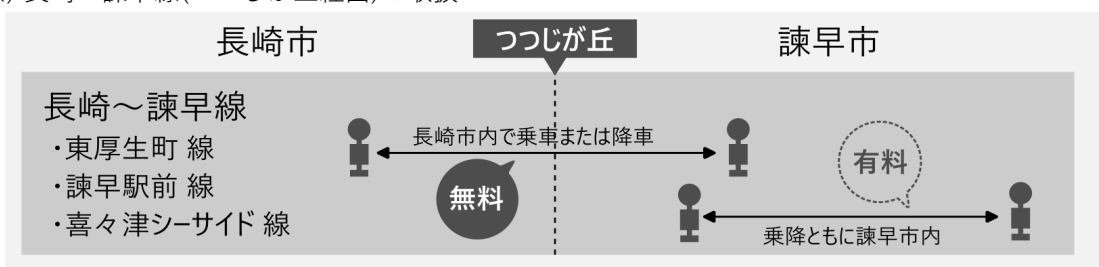 長崎市
つつじが丘
諫早市
長崎～諫早線
・東厚生町 線
・諫早駅前 線
・喜々津シーサイド 線
長崎市内で乗車または降車
無料
有料
乗降ともに諫早市内